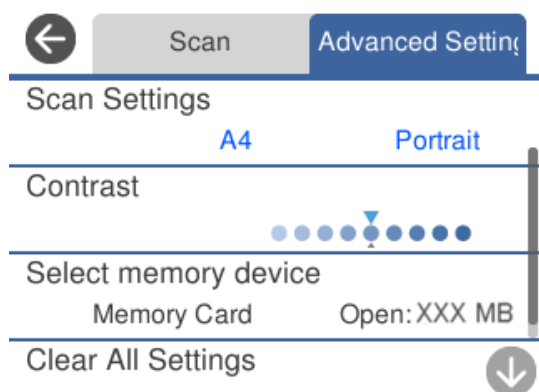 Scan Advanced Setting
Scan Settings
A4 Portrait
Contrast
Select memory device
Memory Card Open: XXX MB
Clear All Settings